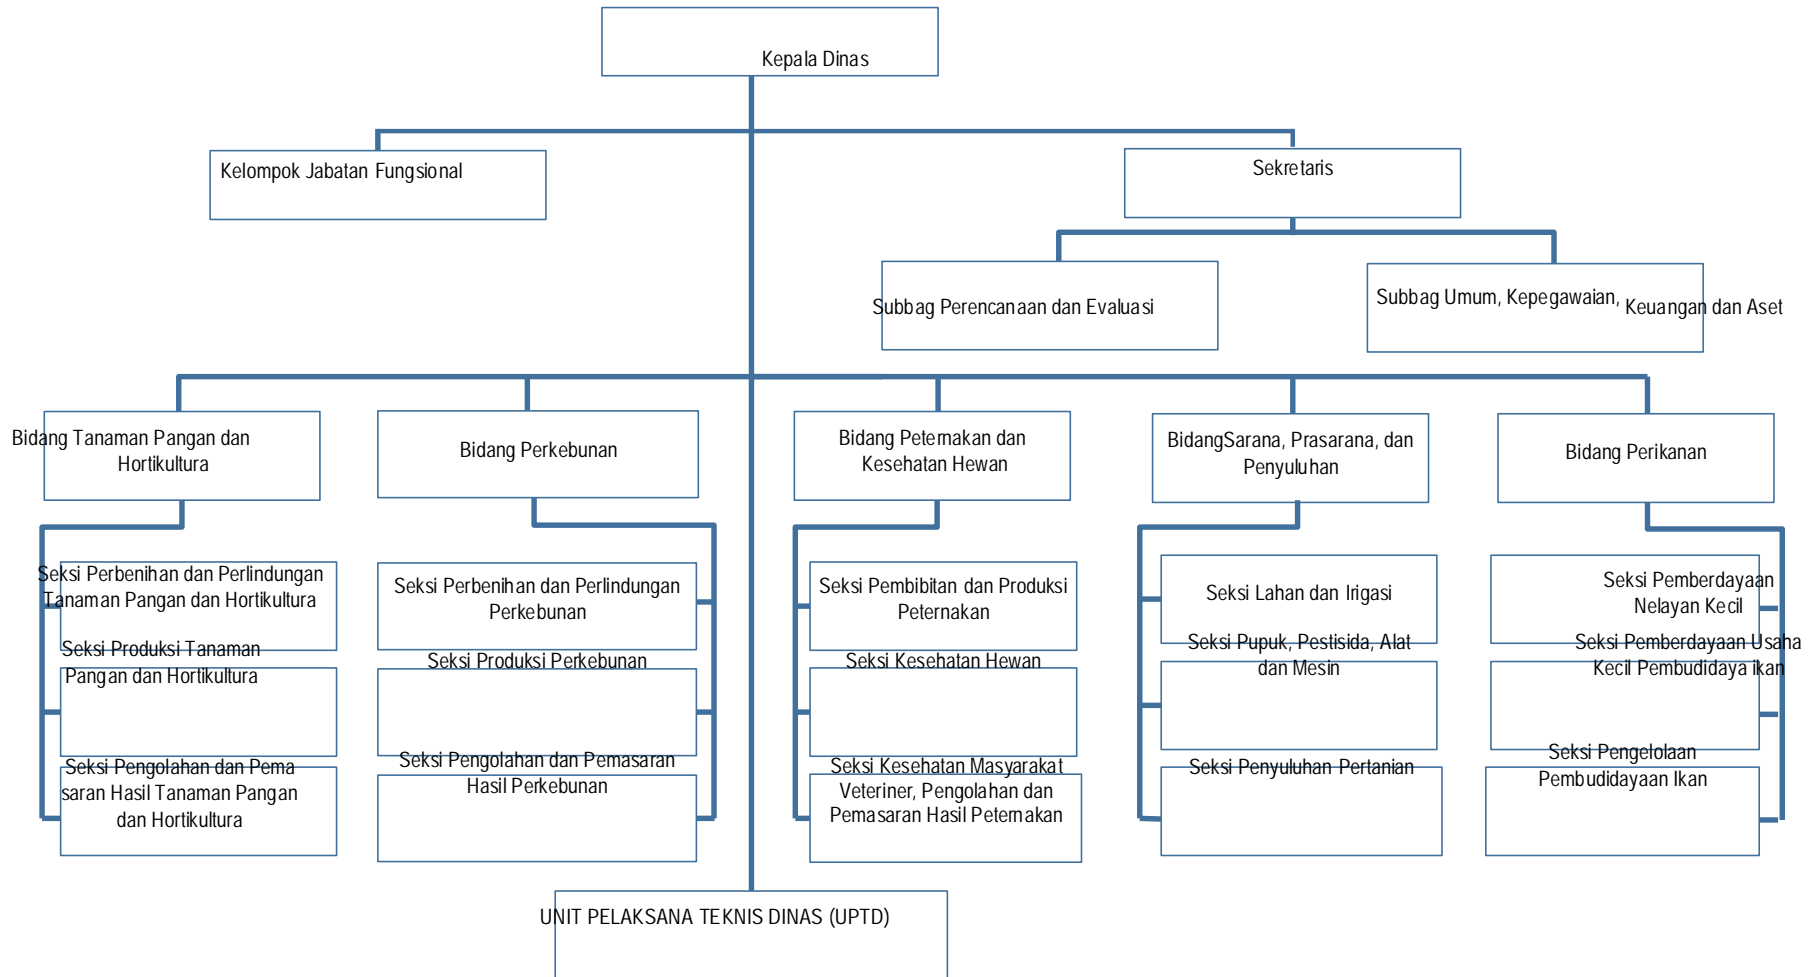 Kepala Dinas
Kelompok Jabatan Fungsional
Sekretaris
Subbag Perencanaan dan Evaluasi
Subbag Umum, Kepegawaian,
Keuangan dan Aset
Bidang Tanaman Pangan dan
Hortikultura
Bidang Perkebunan
Bidang Peternakan dan
Kesehatan Hewan
BidangSarana, Prasarana, dan
Penyuluhan
Bidang Perikanan
Seksi Perbenihan dan Perlindungan
Tanaman Pangan dan Hortikultura
Seksi Perbenihan dan Perlindungan
Perkebunan
Seksi Pembibitan dan Produksi
Peternakan
Seksi Lahan dan Irigasi
Seksi Pemberdayaan
Nelayan Kecil
Seksi Produksi Tanaman
Pangan dan Hortikultura
Seksi Produksi Perkebunan
Seksi Kesehatan Hewan
Seksi Pupuk, Pestisida, Alat
dan Mesin
Seksi Pemberdayaan Usaha
Kecil Pembudidaya ikan
Seksi Pengolahan dan Pema
saran Hasil Tanaman Pangan
dan Hortikultura
Seksi Pengolahan dan Pemasaran
Hasil Perkebunan
Seksi Kesehatan Masyarakat
Veteriner, Pengolahan dan
Pemasaran Hasil Peternakan
Seksi Penyuluhan Pertanian
Seksi Pengelolaan
Pembudidayaan Ikan
UNIT PELAKSANA TEKNIS DINAS (UPTD)